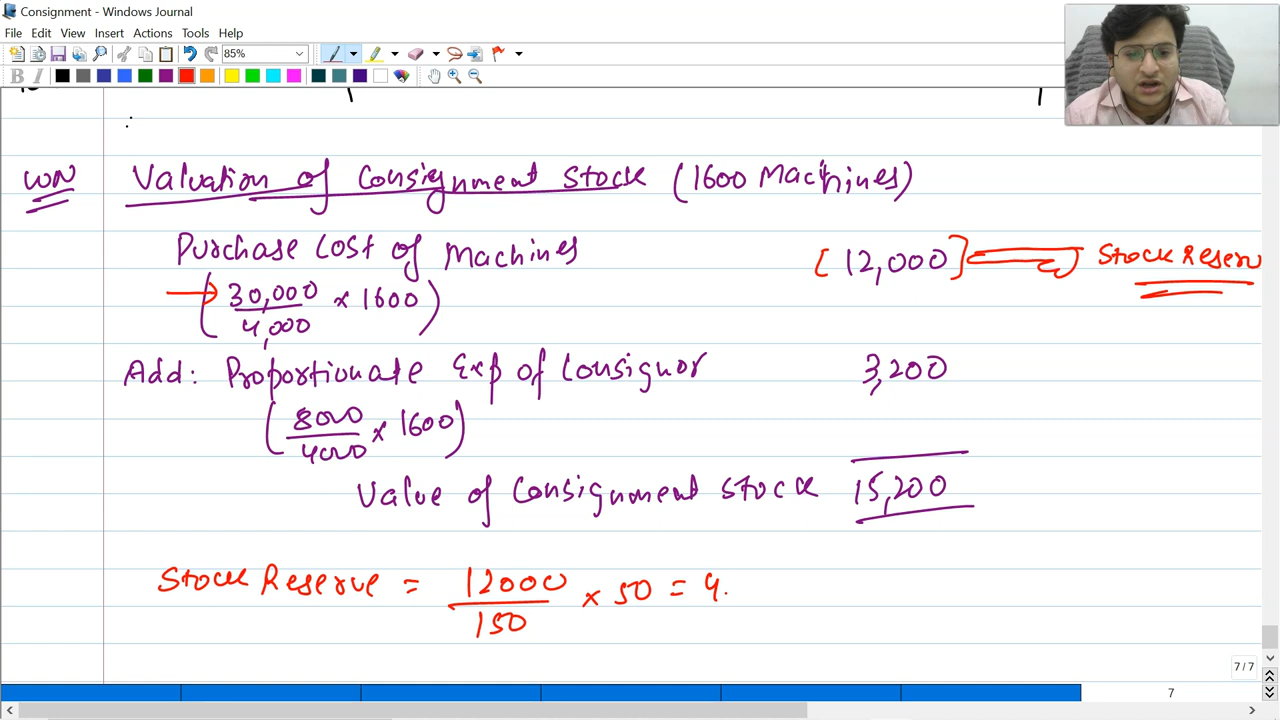 Consignment - Windows Journal
File Edit View Insert Actions Tools Help
85%
B I
WN Valuation of Consignment Stock (1600 Machines)
Purchase Cost of Machines [12,000] Stock Reserv
(30,000/4,000 x 1600)
Add: Proportionate Exp of Consignor 3,200
(8000/4000 x 1600)
Value of Consignment Stock 15,200
Stock Reserve = 12000/150 x 50 = 4.
7 / 7
7